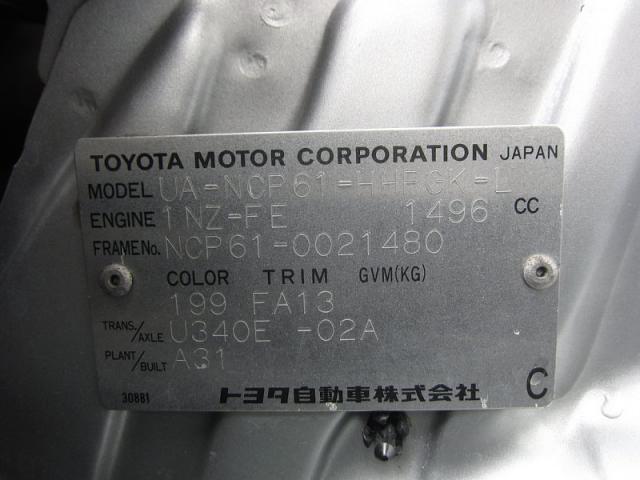 TOYOTA MOTOR CORPORATION JAPAN
MODEL UA-NCP61-HHPGK-L
ENGINE 1NZ-FE 1496 CC
FRAME No. NCP61-0021480
COLOR TRIM GVM(KG)
199 FA13
TRANS./AXLE U340E -02A
PLANT/BUILT A31
30881 トヨタ自動車株式会社 C